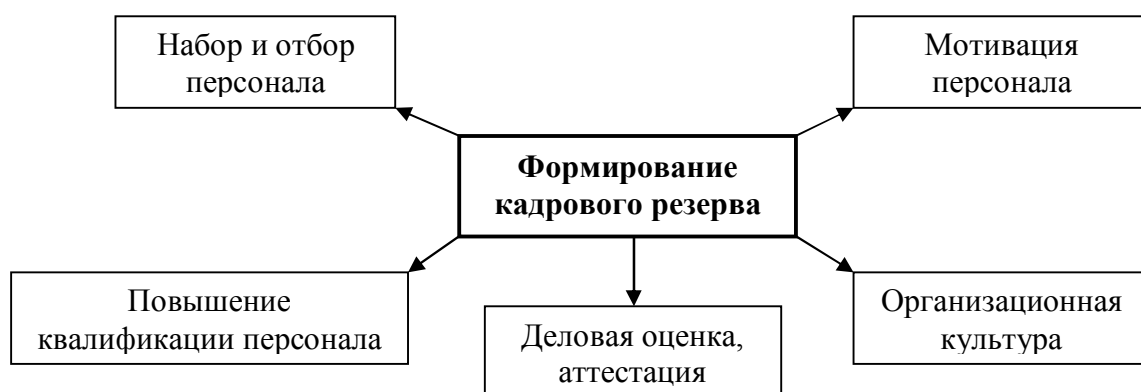 Набор и отбор
персонала
Мотивация
персонала
Формирование
кадрового резерва
Повышение
квалификации персонала
Деловая оценка,
аттестация
Организационная
культура